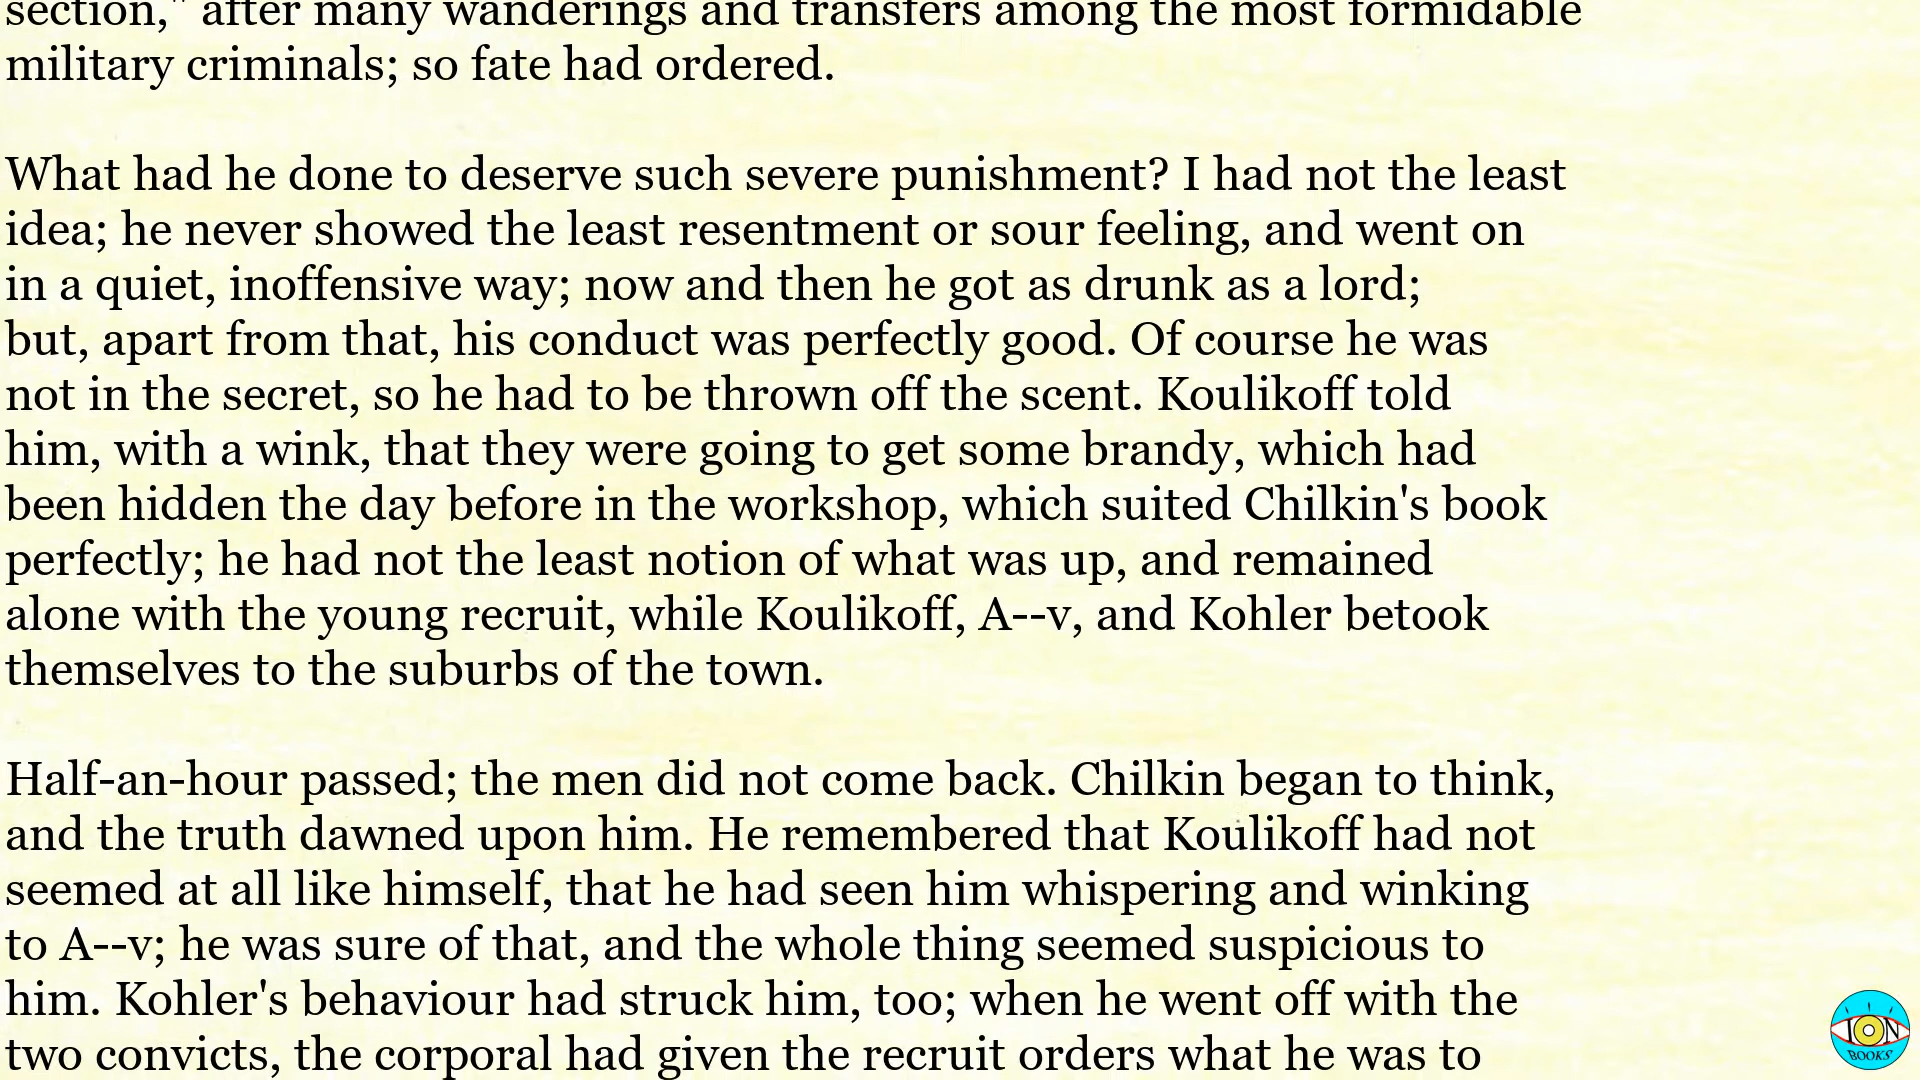 section," after many wanderings and transfers among the most formidable
military criminals; so fate had ordered.
What had he done to deserve such severe punishment? I had not the least
idea; he never showed the least resentment or sour feeling, and went on
in a quiet, inoffensive way; now and then he got as drunk as a lord;
but, apart from that, his conduct was perfectly good. Of course he was
not in the secret, so he had to be thrown off the scent. Koulikoff told
him, with a wink, that they were going to get some brandy, which had
been hidden the day before in the workshop, which suited Chilkin's book
perfectly; he had not the least notion of what was up, and remained
alone with the young recruit, while Koulikoff, A--v, and Kohler betook
themselves to the suburbs of the town.
Half-an-hour passed; the men did not come back. Chilkin began to think,
and the truth dawned upon him. He remembered that Koulikoff had not
seemed at all like himself, that he had seen him whispering and winking
to A--v; he was sure of that, and the whole thing seemed suspicious to
him. Kohler's behaviour had struck him, too; when he went off with the
two convicts, the corporal had given the recruit orders what he was to
ION
BOOKS